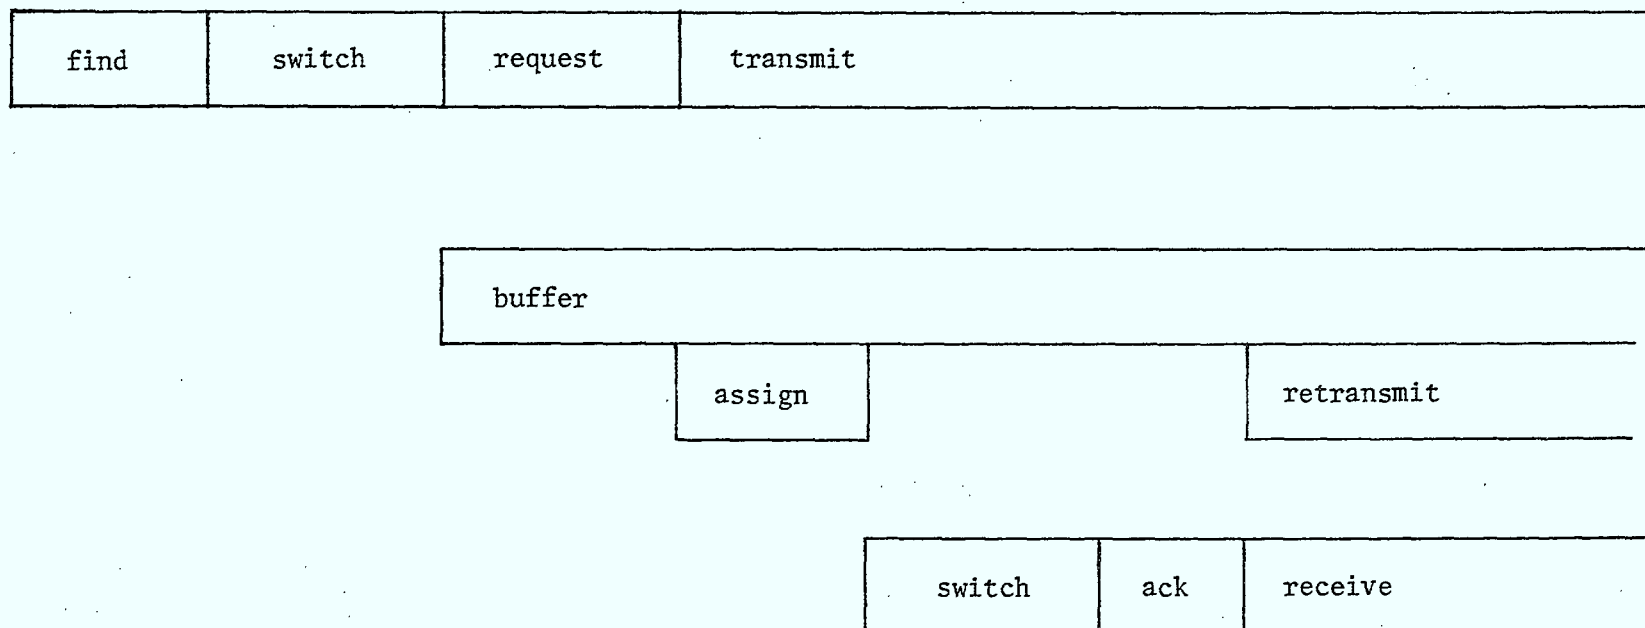 find switch request transmit
buffer
assign retransmit
switch ack receive